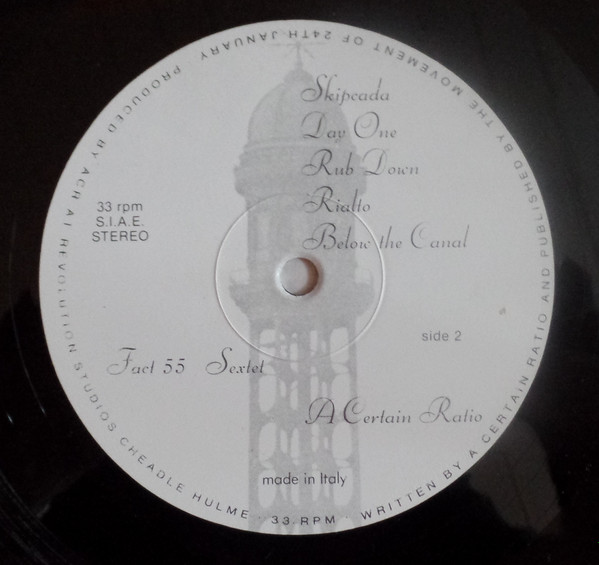 Skipcada
Day One
Rub Down
Rialto
Below the Canal
33 rpm
S.I.A.E.
STEREO
side 2
Fact 55 Sextet
A Certain Ratio
made in Italy
PRODUCED BY ACR AT REVOLUTION STUDIOS CHEADLE HULME · 33 RPM · WRITTEN BY A CERTAIN RATIO AND PUBLISHED BY THE MOVEMENT OF 24TH JANUARY